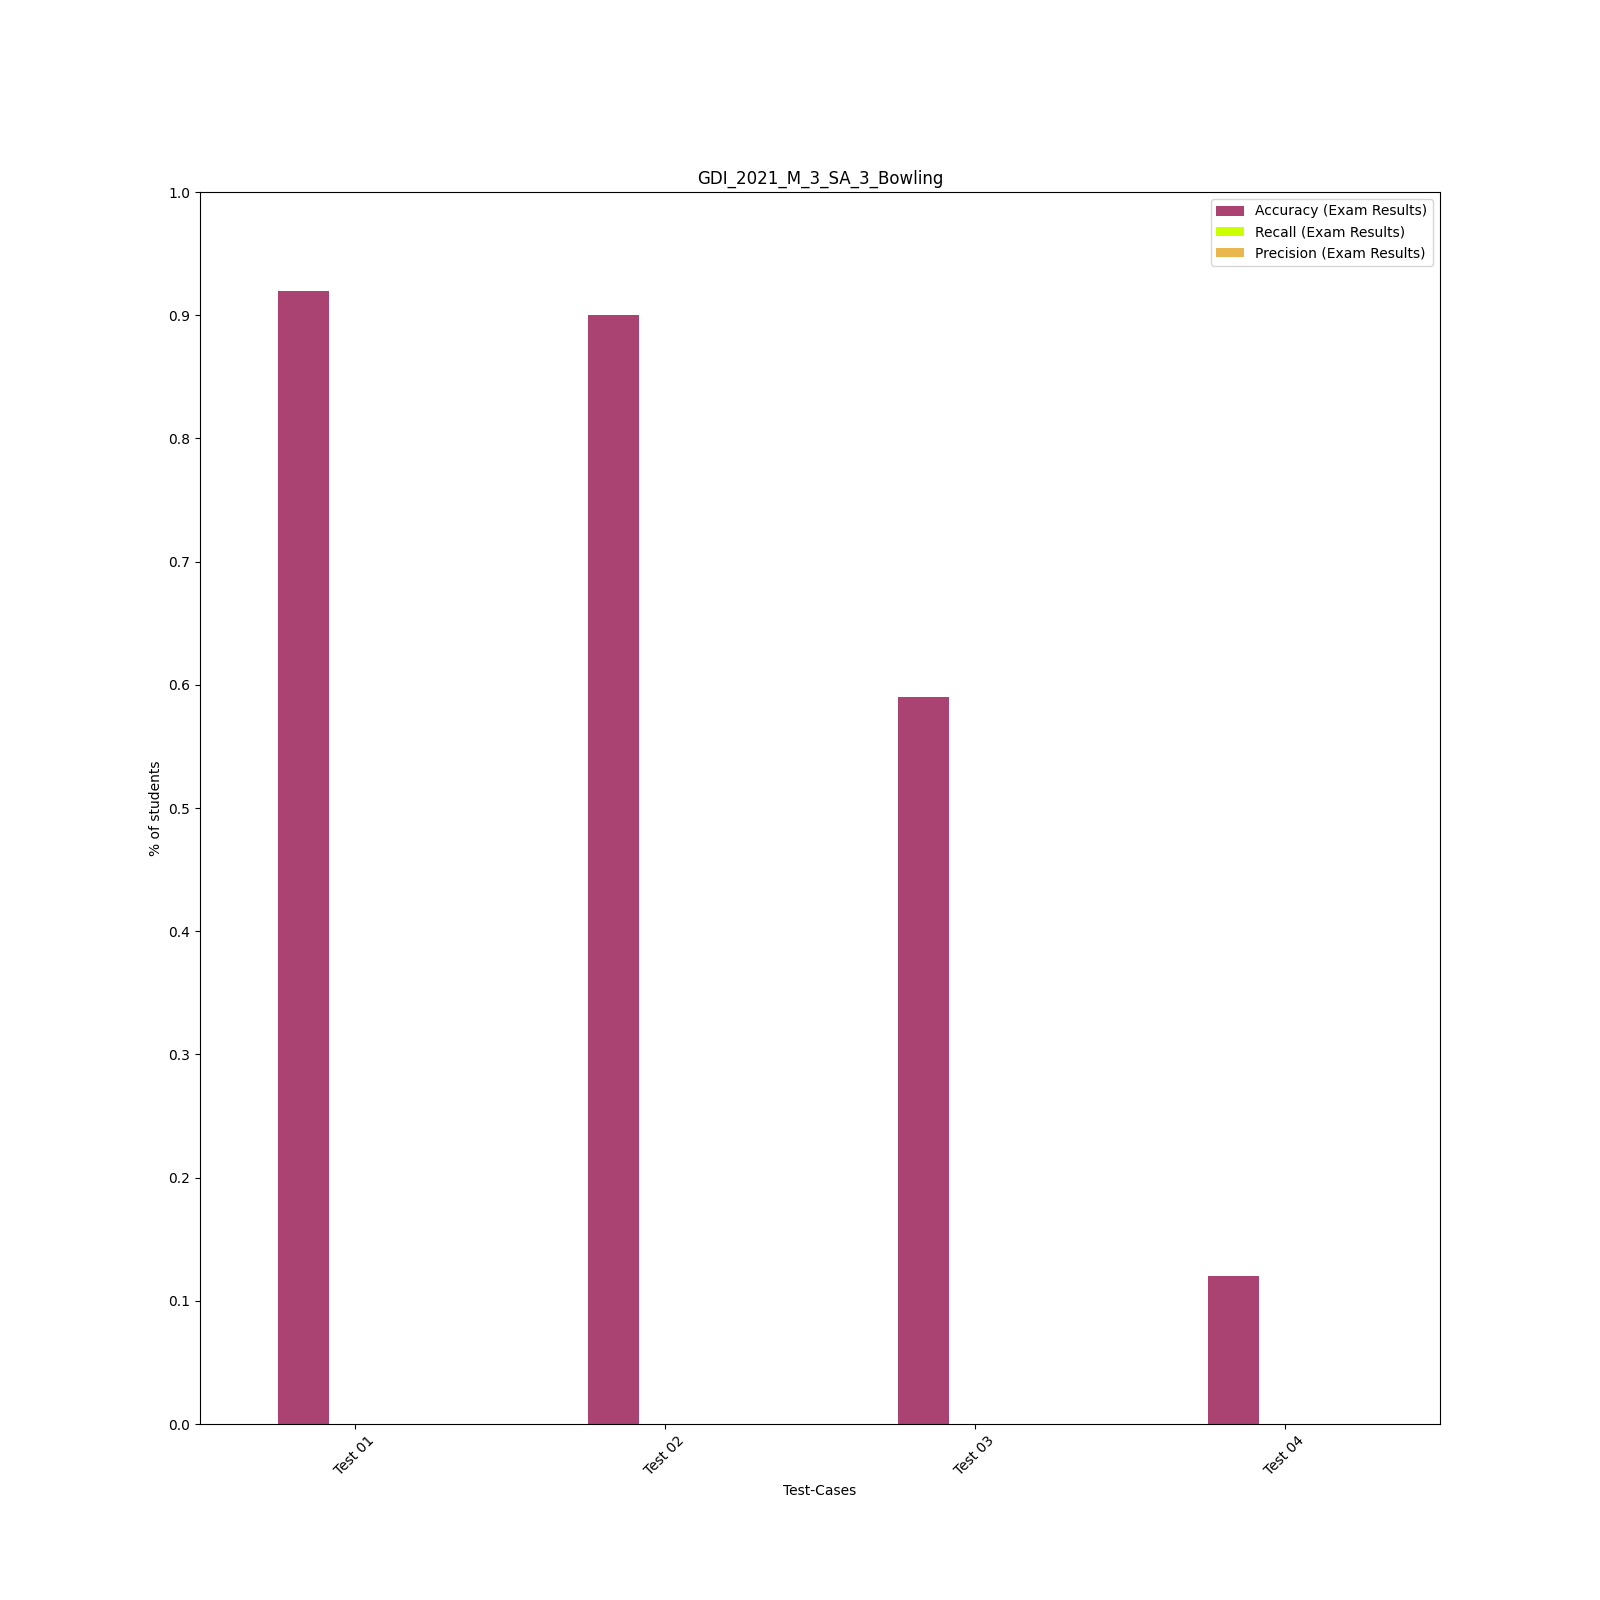 GDI_2021_M_3_SA_3_Bowling
Accuracy (Exam Results)
Recall (Exam Results)
Precision (Exam Results)
1.0
0.9
0.8
0.7
0.6
0.5
0.4
0.3
0.2
0.1
0.0
% of students
Test 01
Test 02
Test 03
Test 04
Test-Cases